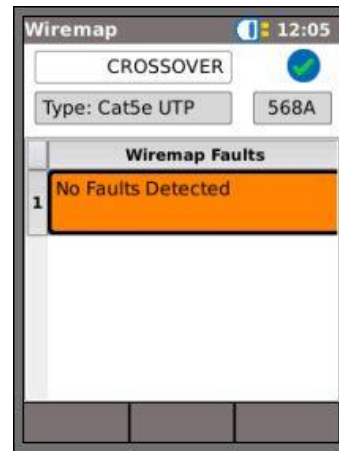 Wiremap 12:05
CROSSOVER
Type: Cat5e UTP 568A
Wiremap Faults
1 No Faults Detected